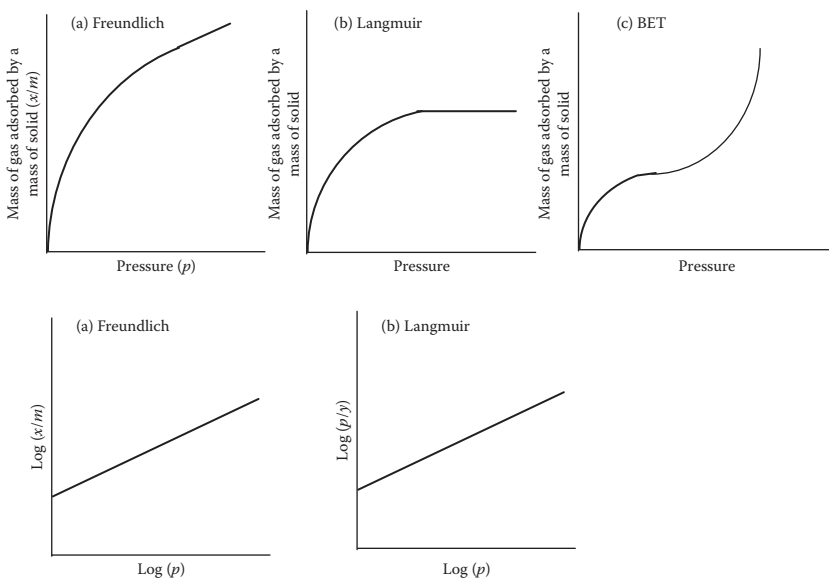 (a) Freundlich
Mass of gas adsorbed by a
mass of solid (x/m)
Pressure (p)
(b) Langmuir
Mass of gas adsorbed by a
mass of solid
Pressure
(c) BET
Mass of gas adsorbed by a
mass of solid
Pressure
(a) Freundlich
Log (x/m)
Log (p)
(b) Langmuir
Log (p/y)
Log (p)